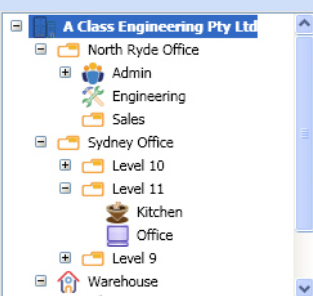 A Class Engineering Pty Ltd
North Ryde Office
Admin
Engineering
Sales
Sydney Office
Level 10
Level 11
Kitchen
Office
Level 9
Warehouse